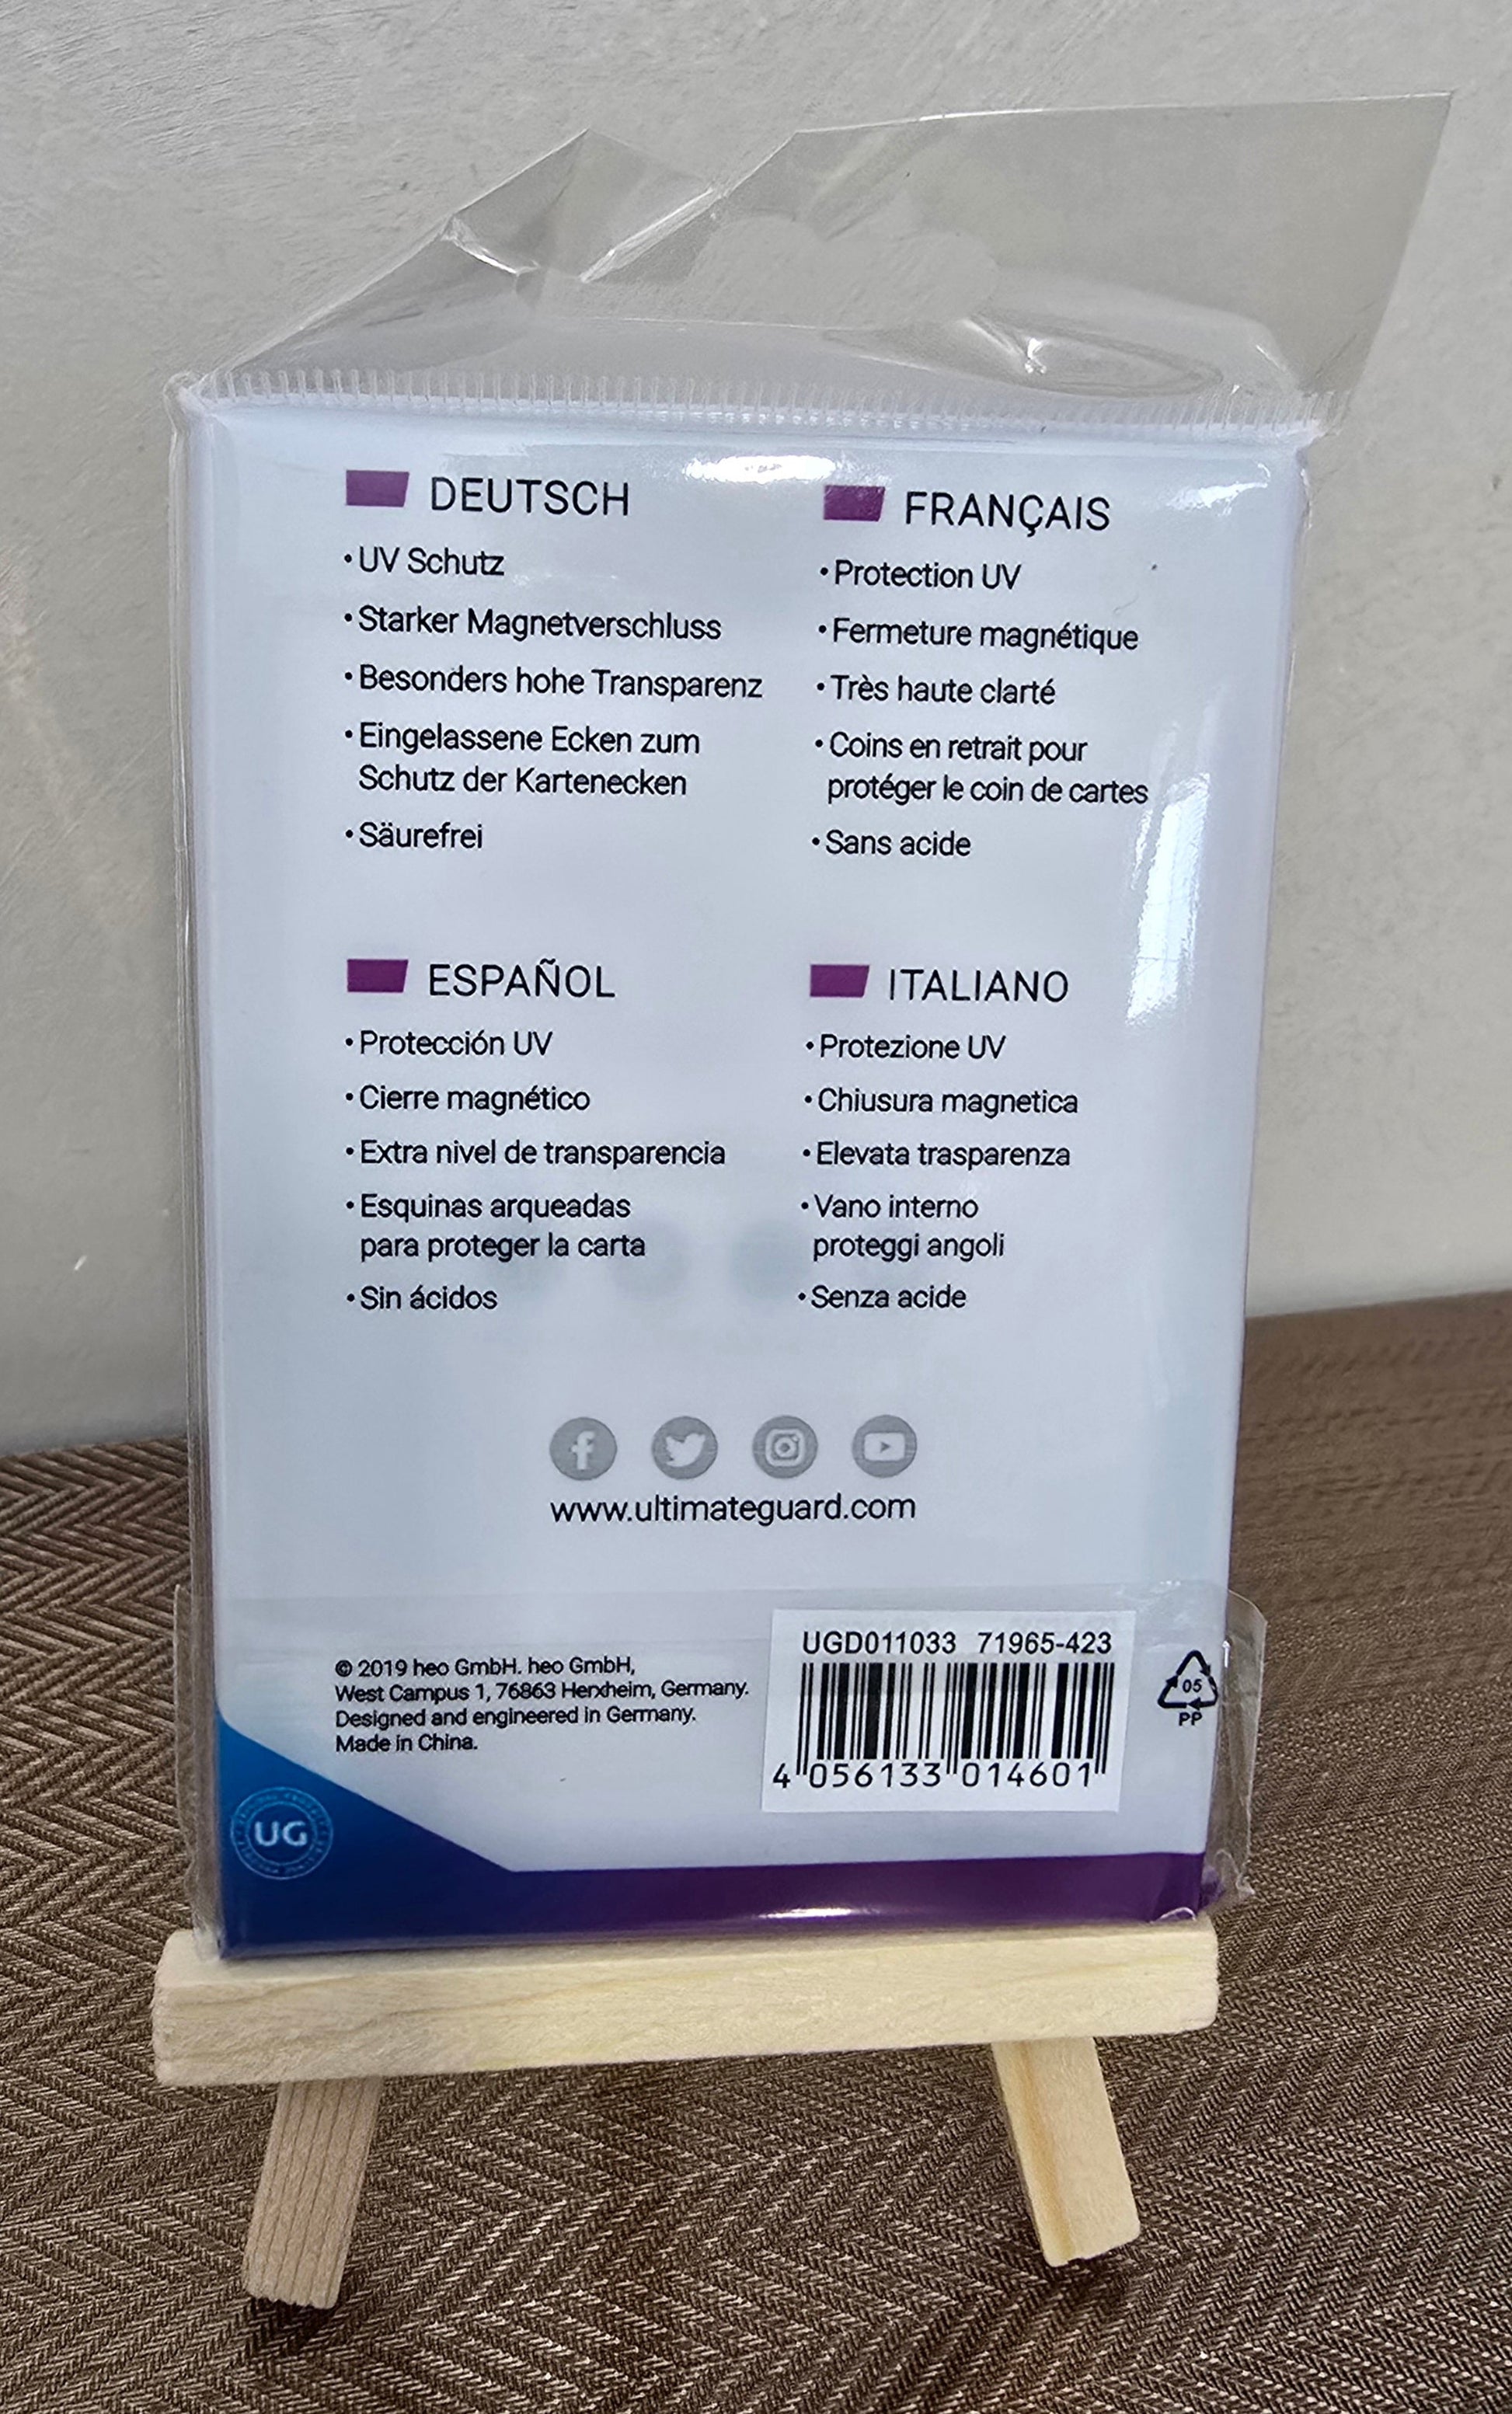 DEUTSCH
• UV Schutz
• Starker Magnetverschluss
• Besonders hohe Transparenz
• Eingelassene Ecken zum
Schutz der Kartenecken
• Säurefrei
FRANÇAIS
• Protection UV
• Fermeture magnétique
• Très haute clarté
• Coins en retrait pour
protéger le coin de cartes
• Sans acide
ESPAÑOL
• Protección UV
• Cierre magnético
• Extra nivel de transparencia
• Esquinas arqueadas
para proteger la carta
• Sin ácidos
ITALIANO
• Protezione UV
• Chiusura magnetica
• Elevata trasparenza
• Vano interno
proteggi angoli
• Senza acide
www.ultimateguard.com
© 2019 heo GmbH. heo GmbH,
West Campus 1, 76863 Herxheim, Germany.
Designed and engineered in Germany.
Made in China.
UGD011033 71965-423
4 056133 014601
05
PP
UG